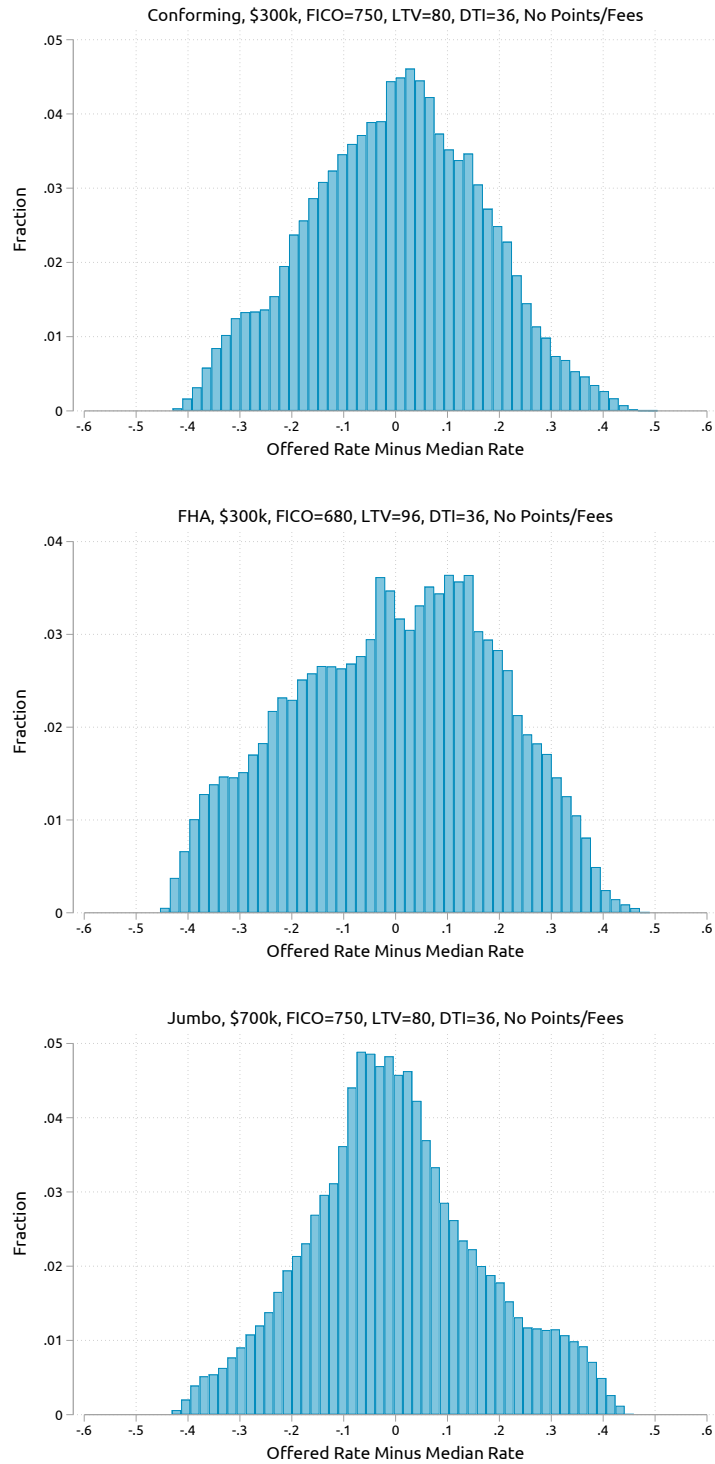 Conforming, $300k, FICO=750, LTV=80, DTI=36, No Points/Fees
.05
.04
.03
.02
.01
0
Fraction
-.6 -.5 -.4 -.3 -.2 -.1 0 .1 .2 .3 .4 .5 .6
Offered Rate Minus Median Rate
FHA, $300k, FICO=680, LTV=96, DTI=36, No Points/Fees
.04
.03
.02
.01
0
Fraction
-.6 -.5 -.4 -.3 -.2 -.1 0 .1 .2 .3 .4 .5 .6
Offered Rate Minus Median Rate
Jumbo, $700k, FICO=750, LTV=80, DTI=36, No Points/Fees
.05
.04
.03
.02
.01
0
Fraction
-.6 -.5 -.4 -.3 -.2 -.1 0 .1 .2 .3 .4 .5 .6
Offered Rate Minus Median Rate